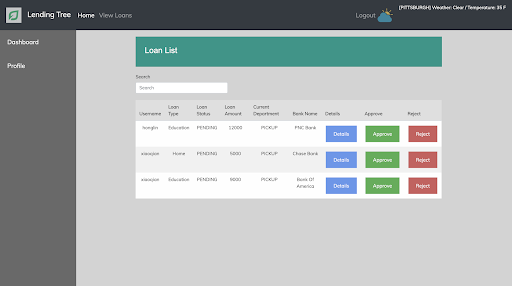 Lending Tree Home View Loans Logout [PITTSBURGH] Weather: Clear / Temperature: 35 F
Dashboard
Profile
Loan List
Search
Search
Username Loan Type Loan Status Loan Amount Current Department Bank Name Details Approve Reject
honglin Education PENDING 12000 PICKUP PNC Bank Details Approve Reject
xiaoqian Home PENDING 5000 PICKUP Chase Bank Details Approve Reject
xiaoqian Education PENDING 9000 PICKUP Bank Of America Details Approve Reject